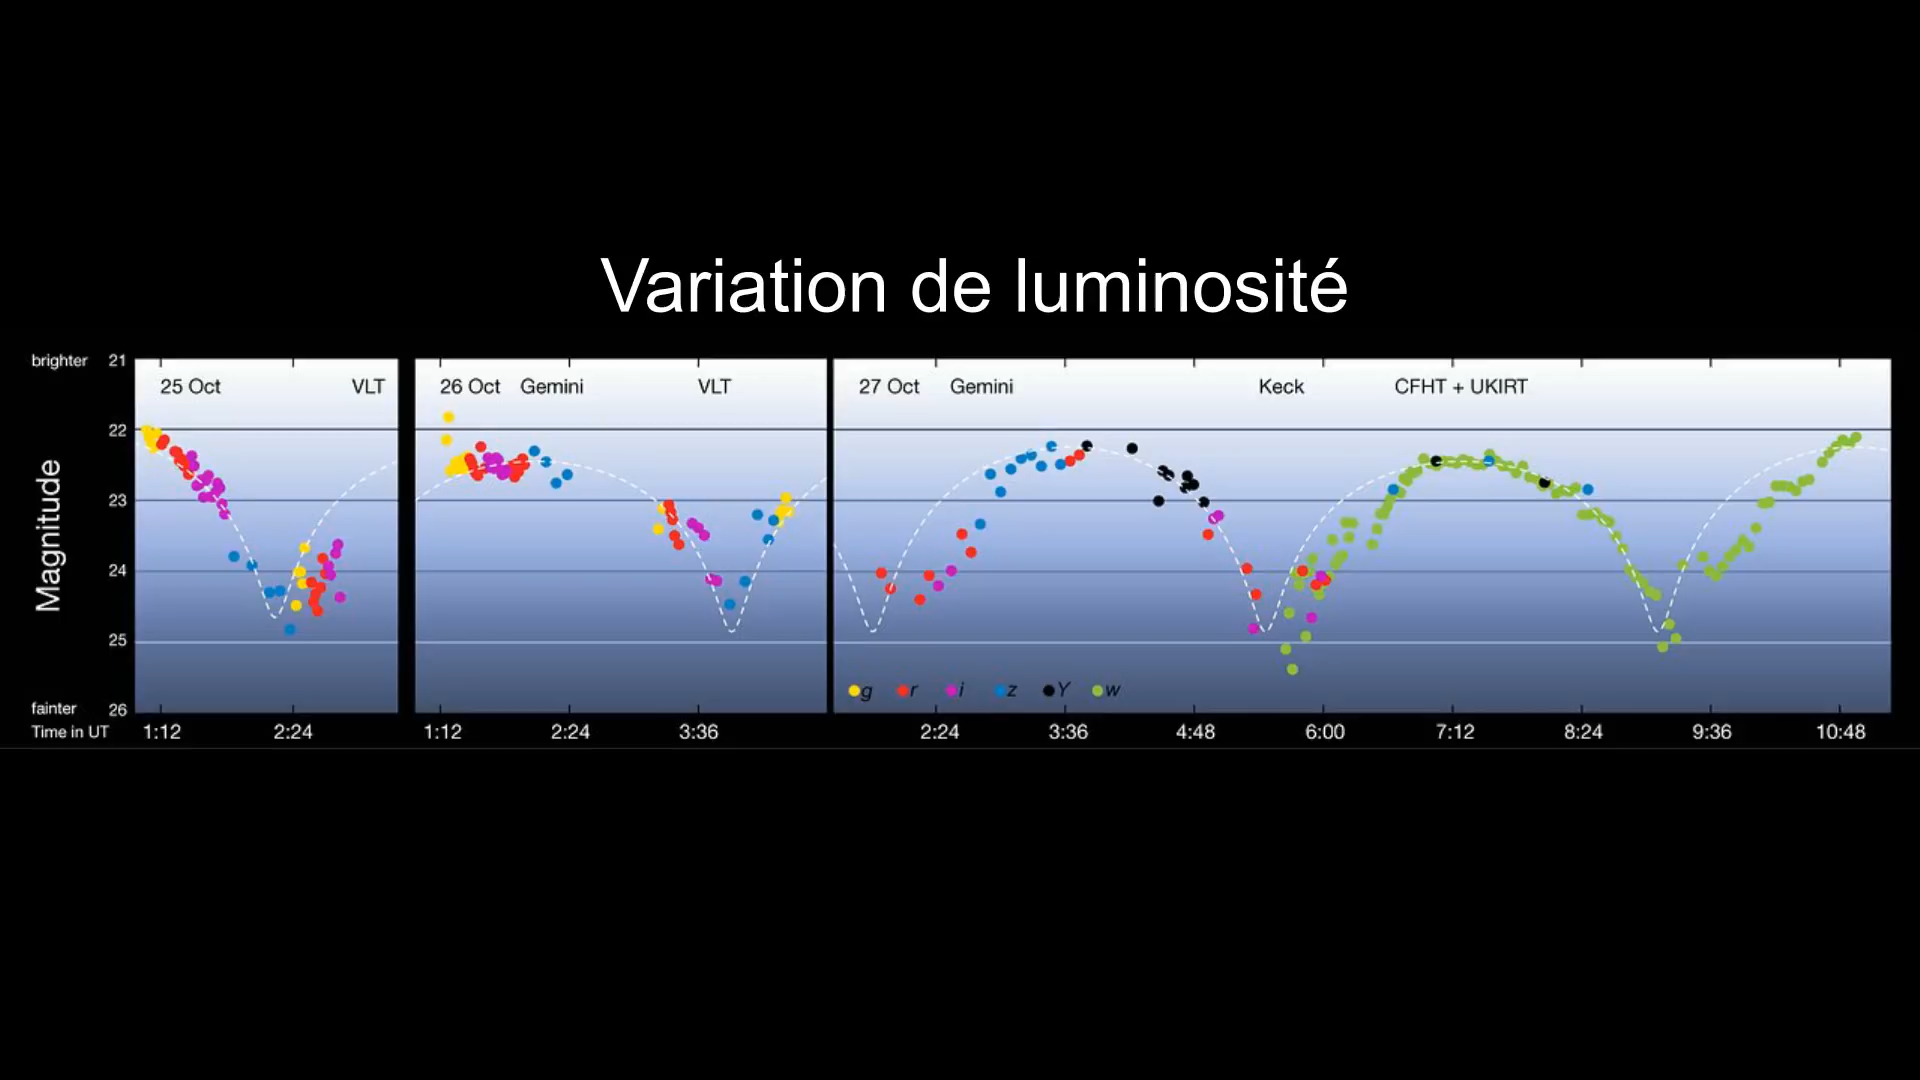 Variation de luminosité
brighter 21
25 Oct VLT
26 Oct Gemini VLT
27 Oct Gemini Keck CFHT + UKIRT
22
23
Magnitude
24
25
g r i z Y w
fainter 26
Time in UT 1:12 2:24 1:12 2:24 3:36 2:24 3:36 4:48 6:00 7:12 8:24 9:36 10:48